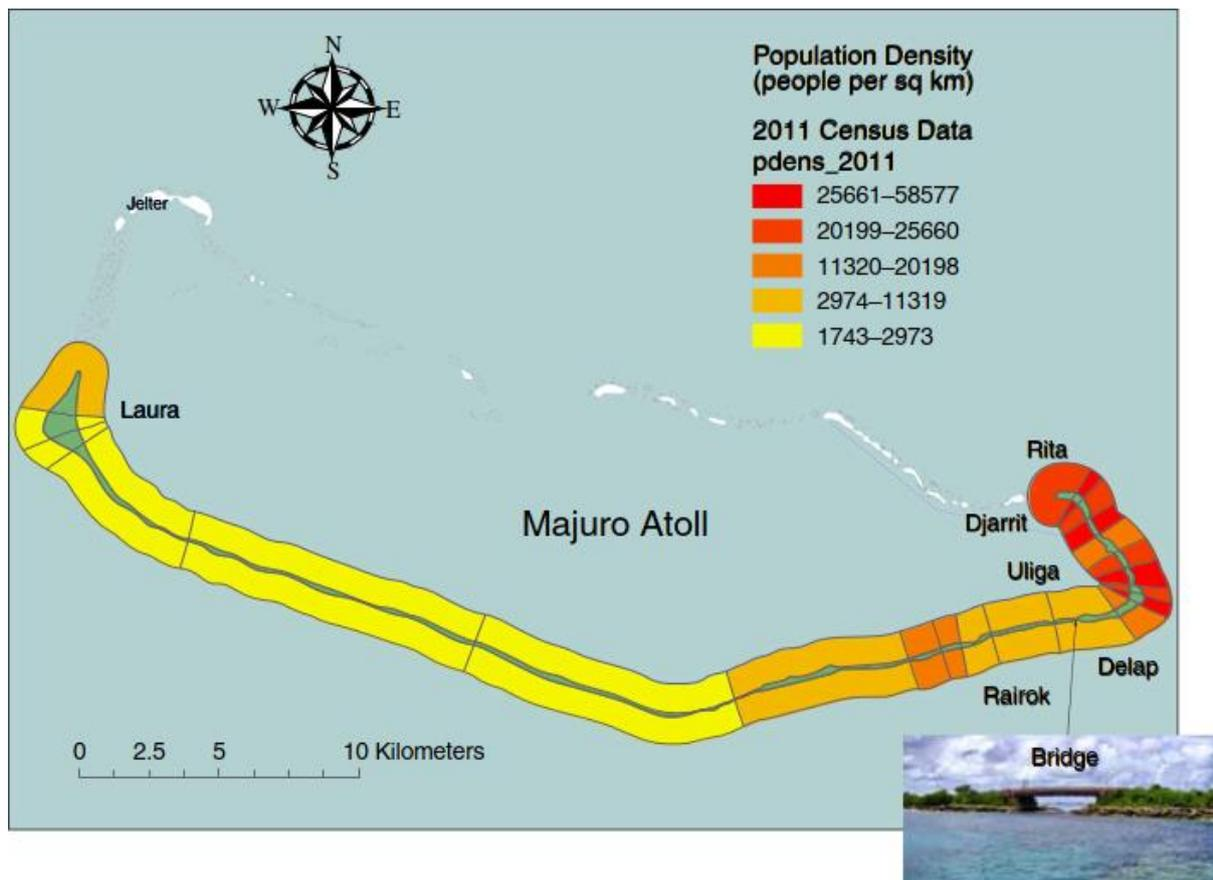 N
W
E
S
Population Density
(people per sq km)
2011 Census Data
pdens_2011
25661–58577
20199–25660
11320–20198
2974–11319
1743–2973
Jelter
Laura
Rita
Djarrit
Majuro Atoll
Uliga
Delap
Rairok
0 2.5 5 10 Kilometers
Bridge